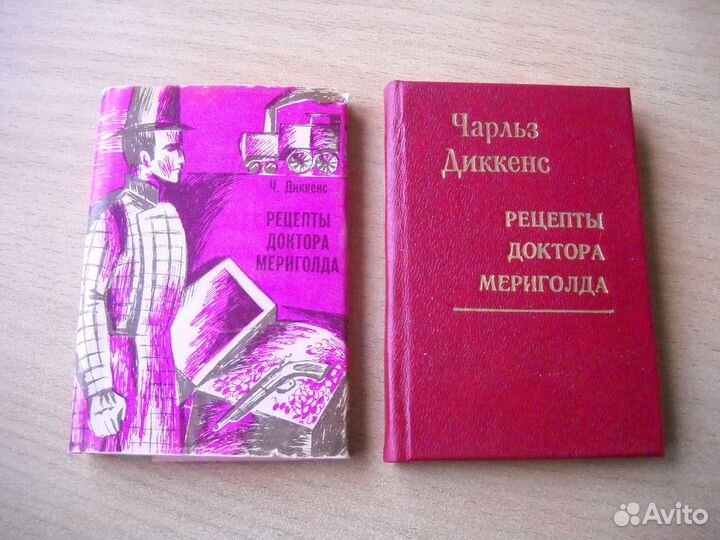 Ч. Диккенс
РЕЦЕПТЫ
ДОКТОРА
МЕРИГОЛДА
Чарльз
Диккенс
РЕЦЕПТЫ
ДОКТОРА
МЕРИГОЛДА
Avito